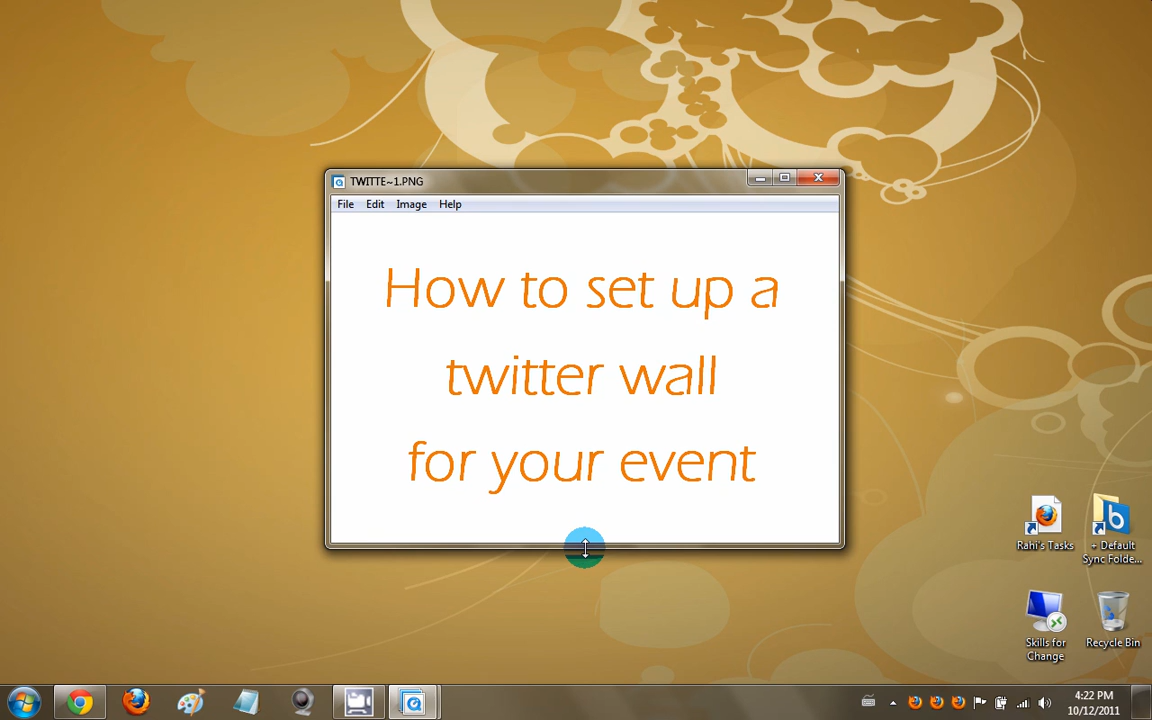 TWITTE~1.PNG
File Edit Image Help
How to set up a
twitter wall
for your event
Rahi's Tasks
+ Default
Sync Folde...
Skills for
Change
Recycle Bin
4:22 PM
10/12/2011